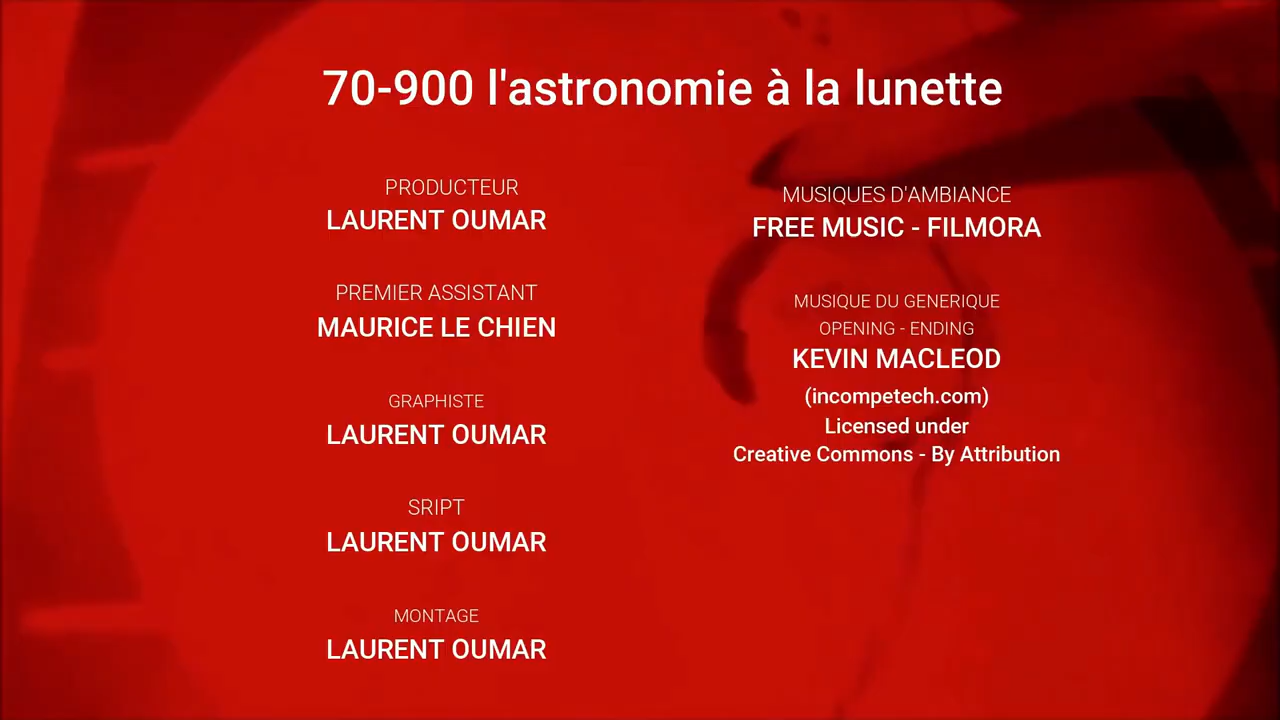 70-900 l'astronomie à la lunette
PRODUCTEUR
LAURENT OUMAR
PREMIER ASSISTANT
MAURICE LE CHIEN
GRAPHISTE
LAURENT OUMAR
SRIPT
LAURENT OUMAR
MONTAGE
LAURENT OUMAR
MUSIQUES D'AMBIANCE
FREE MUSIC - FILMORA
MUSIQUE DU GENERIQUE
OPENING - ENDING
KEVIN MACLEOD
(incompetech.com)
Licensed under
Creative Commons - By Attribution